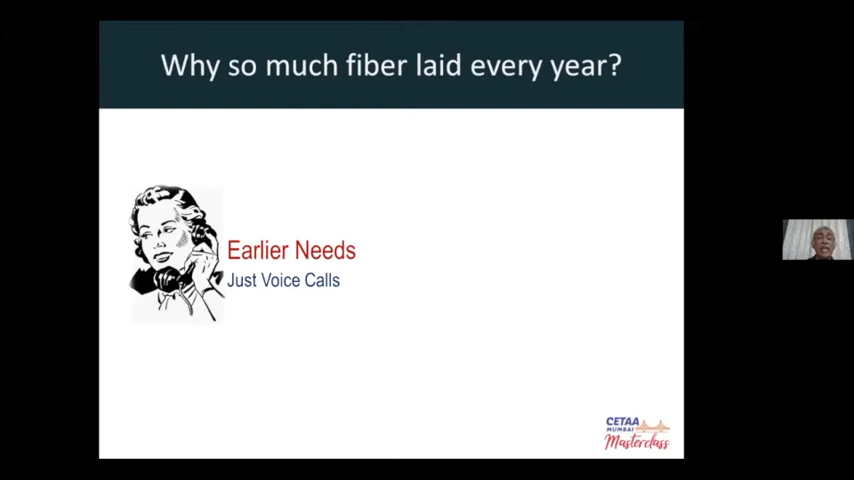 Why so much fiber laid every year?
Earlier Needs
Just Voice Calls
CETAA
MUMBAI
Masterclass